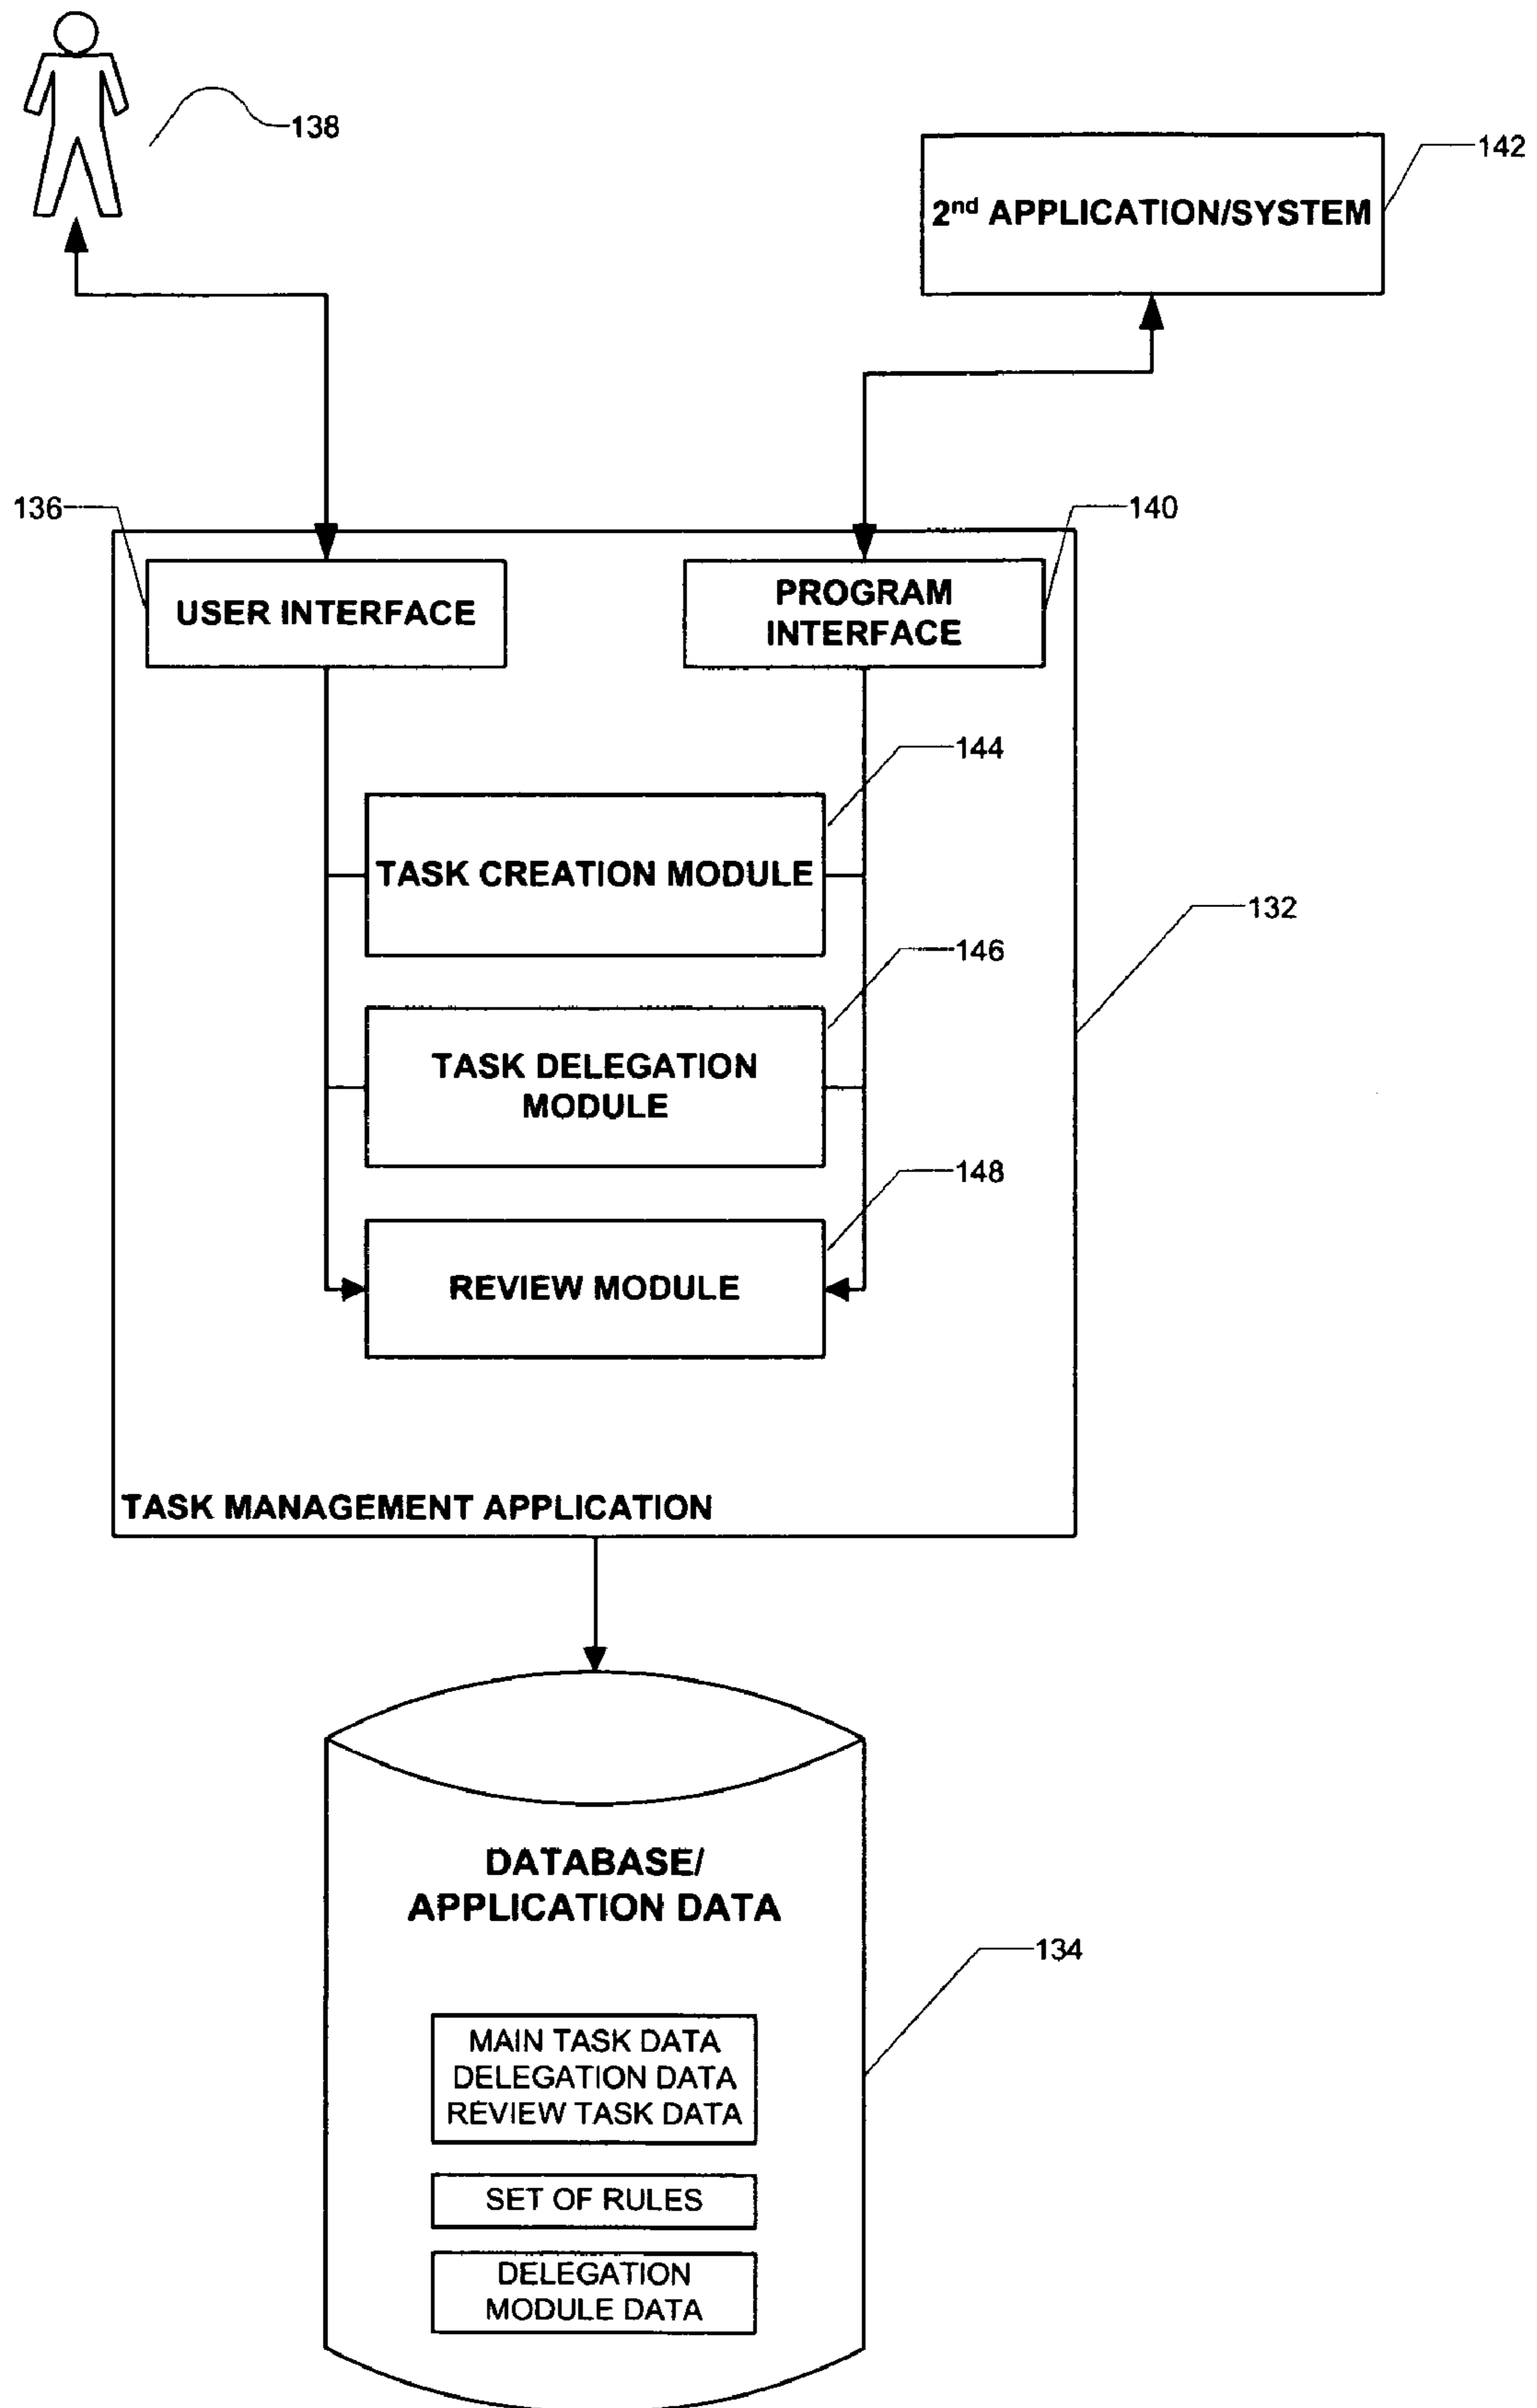 138
142
2nd APPLICATION/SYSTEM
136
140
USER INTERFACE
PROGRAM
INTERFACE
144
TASK CREATION MODULE
132
146
TASK DELEGATION
MODULE
148
REVIEW MODULE
TASK MANAGEMENT APPLICATION
DATABASE/
APPLICATION DATA
134
MAIN TASK DATA
DELEGATION DATA
REVIEW TASK DATA
SET OF RULES
DELEGATION
MODULE DATA